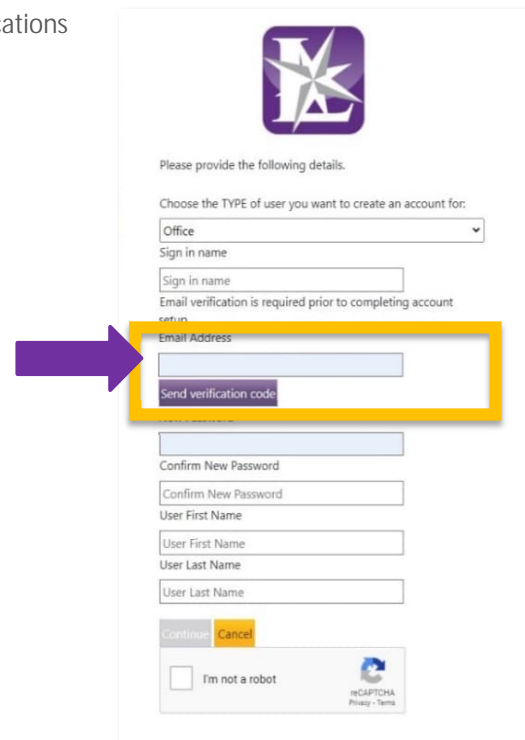 cations
L
Please provide the following details.
Choose the TYPE of user you want to create an account for:
Office
Sign in name
Sign in name
Email verification is required prior to completing account
setup
Email Address
Send verification code
New Password
Confirm New Password
Confirm New Password
User First Name
User First Name
User Last Name
User Last Name
Continue Cancel
I'm not a robot
reCAPTCHA
Privacy - Terms